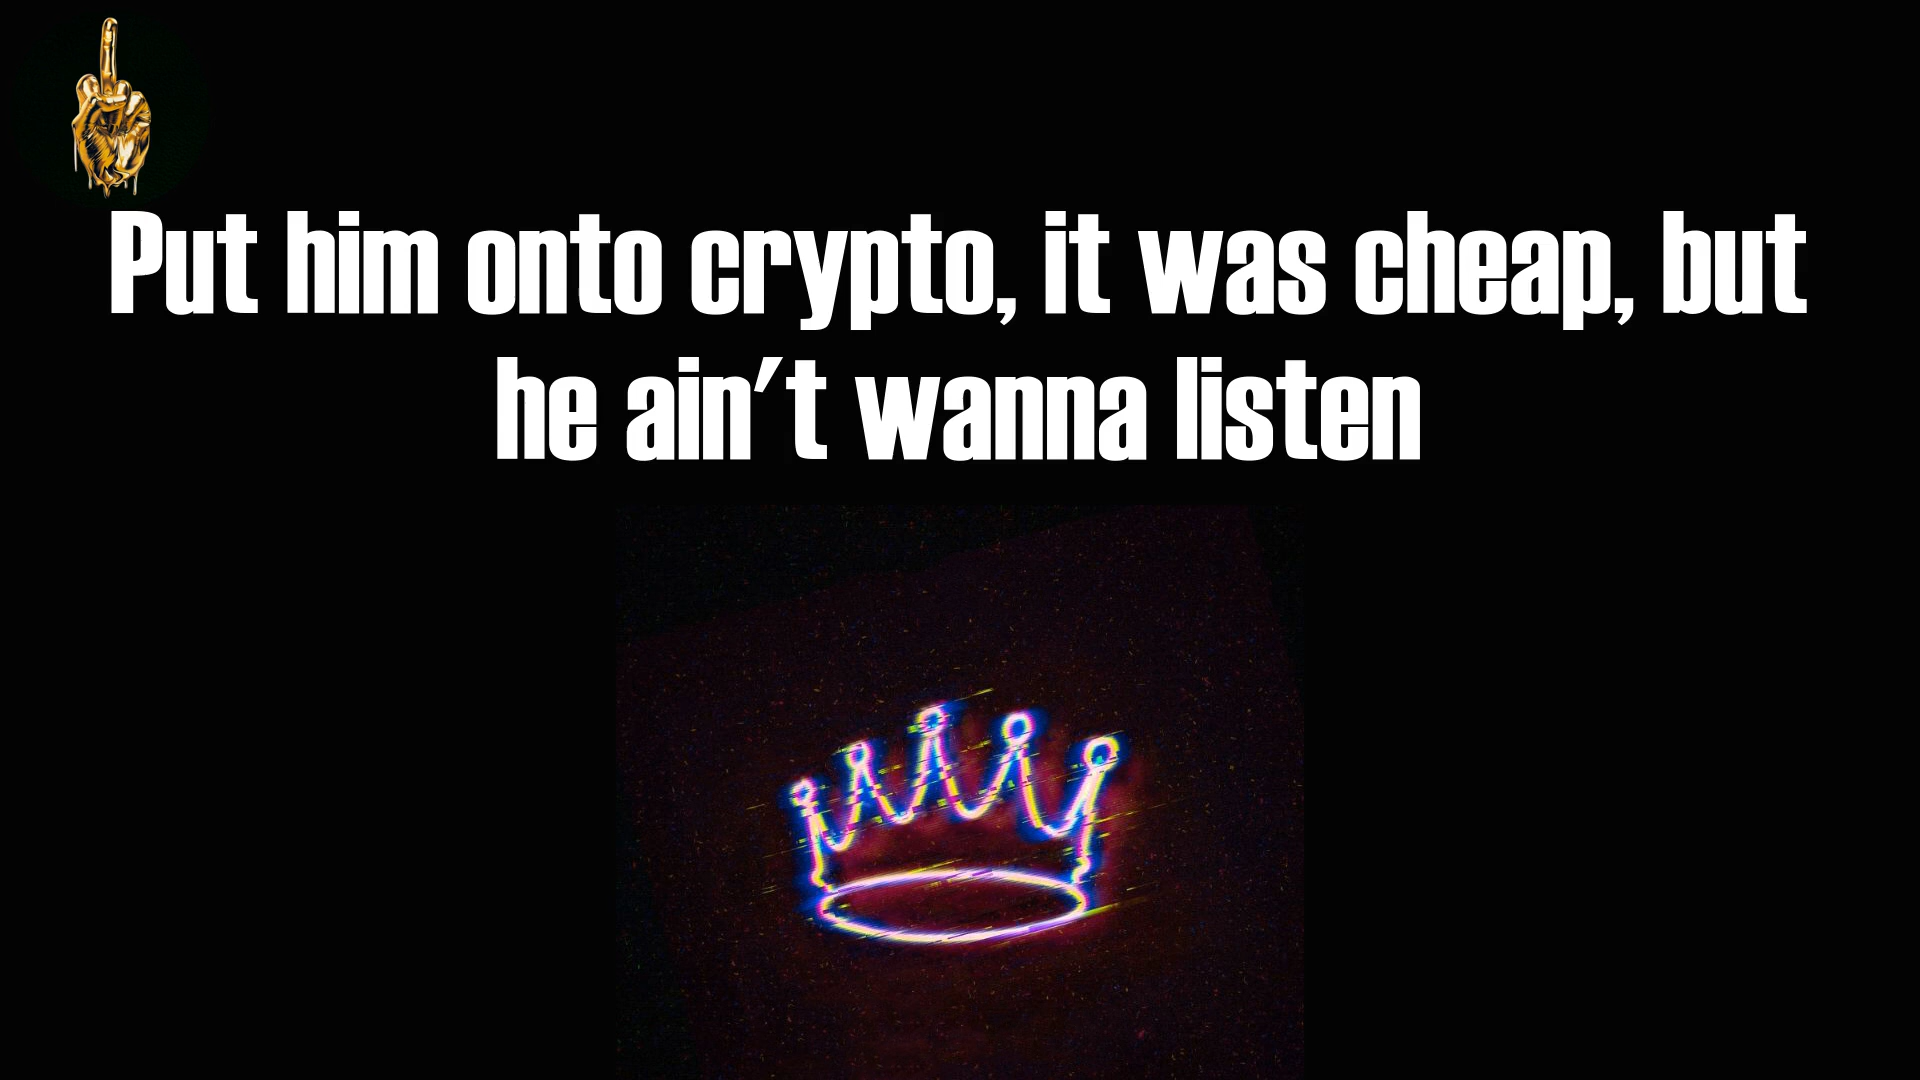 Put him onto crypto, it was cheap, but
he ain't wanna listen